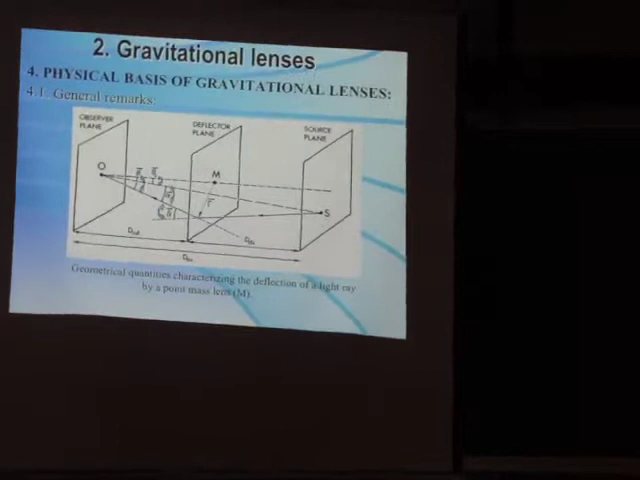 2. Gravitational lenses
4. PHYSICAL BASIS OF GRAVITATIONAL LENSES:
4.1. General remarks:
OBSERVER
PLANE
DEFLECTOR
PLANE
SOURCE
PLANE
O
M
S
Geometrical quantities characterizing the deflection of a light ray
by a point mass lens (M).